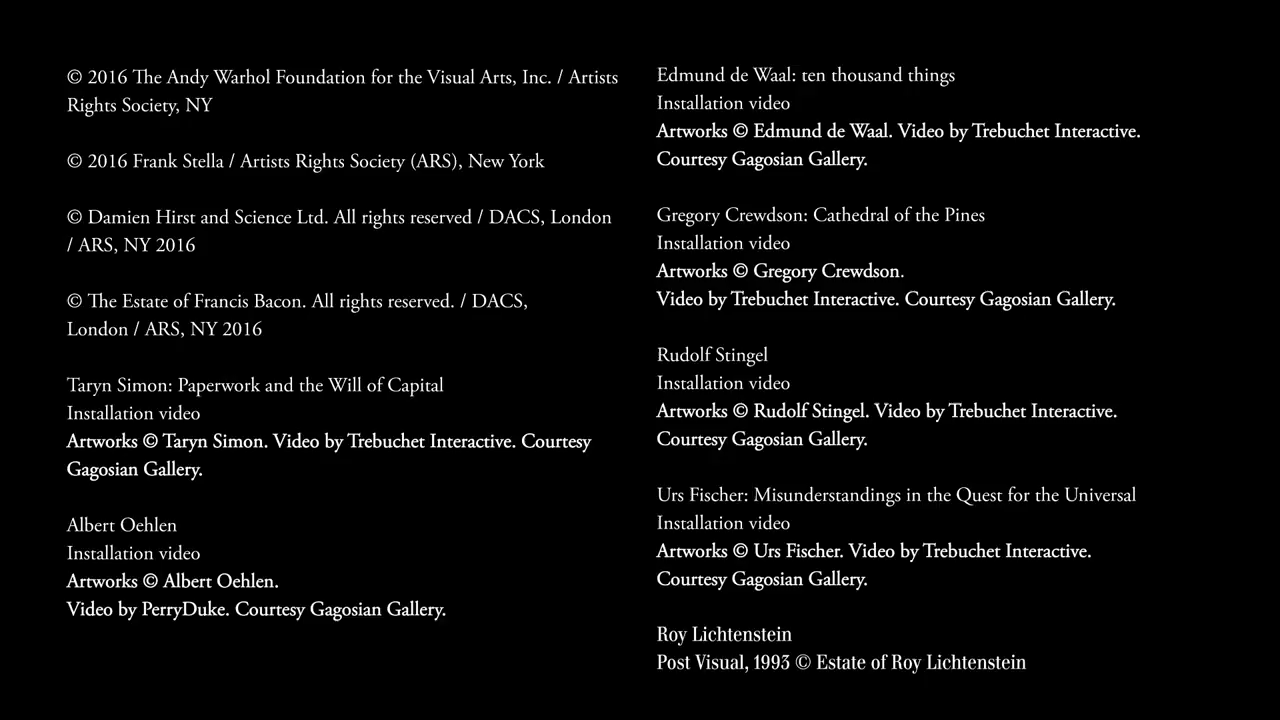 © 2016 The Andy Warhol Foundation for the Visual Arts, Inc. / Artists
Rights Society, NY
© 2016 Frank Stella / Artists Rights Society (ARS), New York
© Damien Hirst and Science Ltd. All rights reserved / DACS, London
/ ARS, NY 2016
© The Estate of Francis Bacon. All rights reserved. / DACS,
London / ARS, NY 2016
Taryn Simon: Paperwork and the Will of Capital
Installation video
Artworks © Taryn Simon. Video by Trebuchet Interactive. Courtesy
Gagosian Gallery.
Albert Oehlen
Installation video
Artworks © Albert Oehlen.
Video by PerryDuke. Courtesy Gagosian Gallery.
Edmund de Waal: ten thousand things
Installation video
Artworks © Edmund de Waal. Video by Trebuchet Interactive.
Courtesy Gagosian Gallery.
Gregory Crewdson: Cathedral of the Pines
Installation video
Artworks © Gregory Crewdson.
Video by Trebuchet Interactive. Courtesy Gagosian Gallery.
Rudolf Stingel
Installation video
Artworks © Rudolf Stingel. Video by Trebuchet Interactive.
Courtesy Gagosian Gallery.
Urs Fischer: Misunderstandings in the Quest for the Universal
Installation video
Artworks © Urs Fischer. Video by Trebuchet Interactive.
Courtesy Gagosian Gallery.
Roy Lichtenstein
Post Visual, 1993 © Estate of Roy Lichtenstein